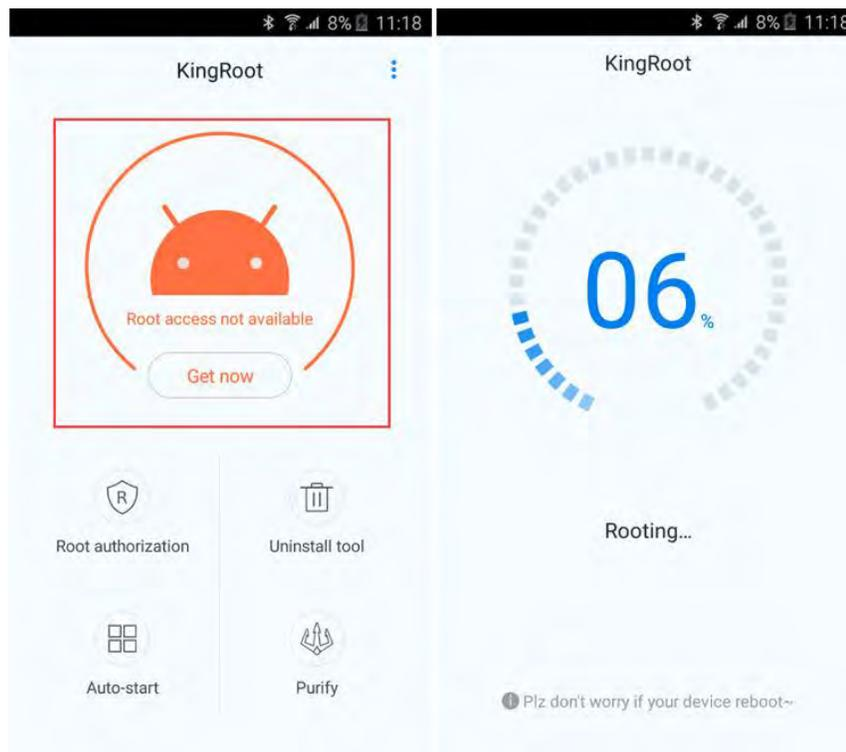 8% 11:18
KingRoot
Root access not available
Get now
R
Root authorization
Uninstall tool
Auto-start
Purify
8% 11:18
KingRoot
06%
Rooting...
Plz don't worry if your device reboot~